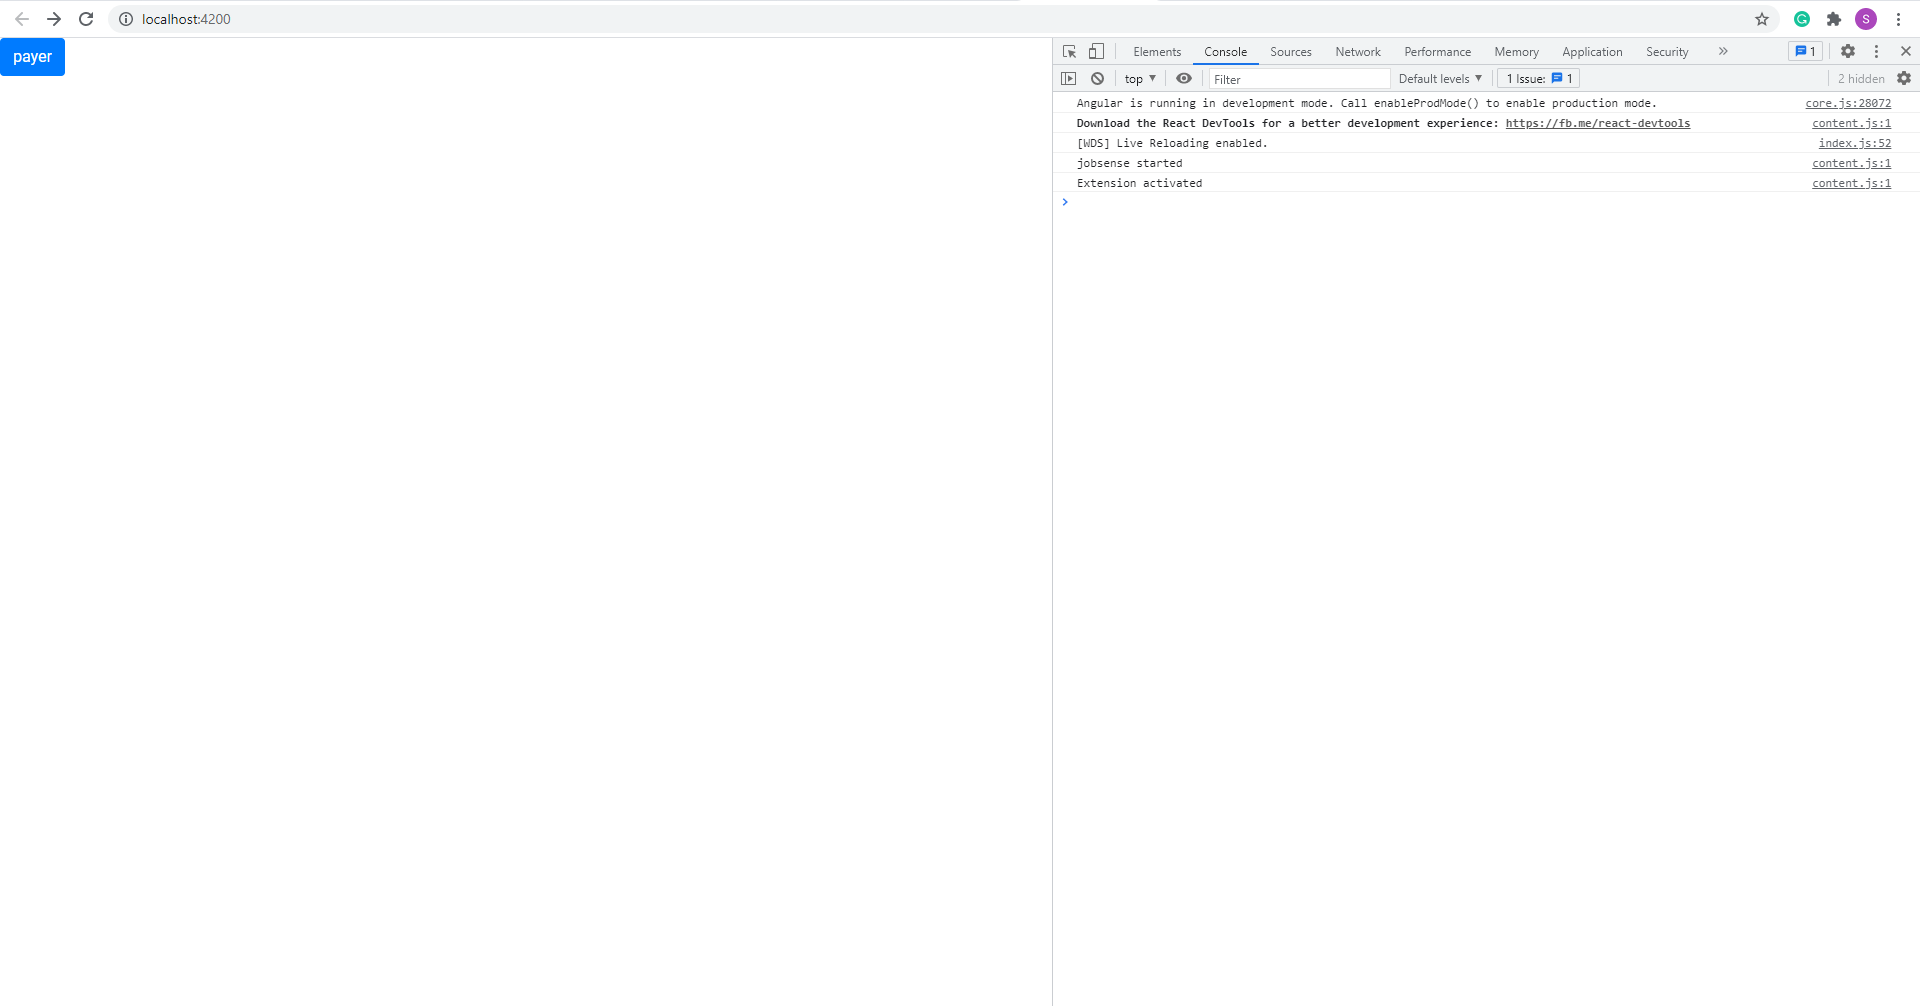 localhost:4200
S
payer
Elements Console Sources Network Performance Memory Application Security » 1
top ▼ Filter Default levels ▼ 1 Issue: 1 2 hidden
Angular is running in development mode. Call enableProdMode() to enable production mode. core.js:28072
Download the React DevTools for a better development experience: https://fb.me/react-devtools content.js:1
[WDS] Live Reloading enabled. index.js:52
jobsense started content.js:1
Extension activated content.js:1